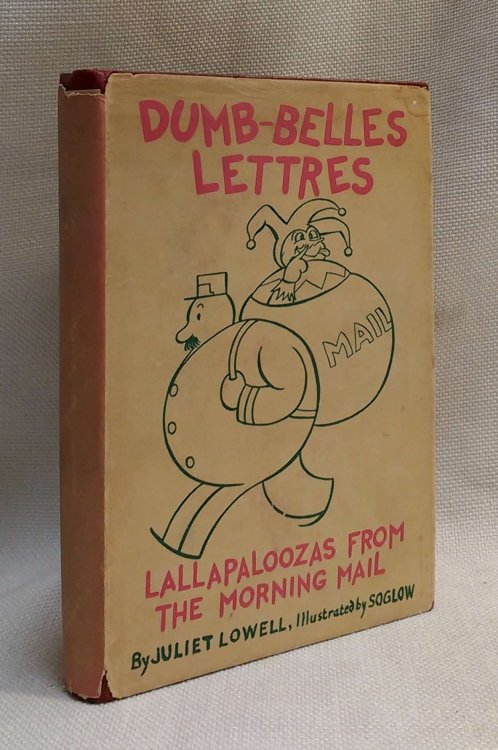 DUMB-BELLES
LETTRES
MAIL
LALLAPALOOZAS FROM
THE MORNING MAIL
By JULIET LOWELL, Illustrated by SOGLOW